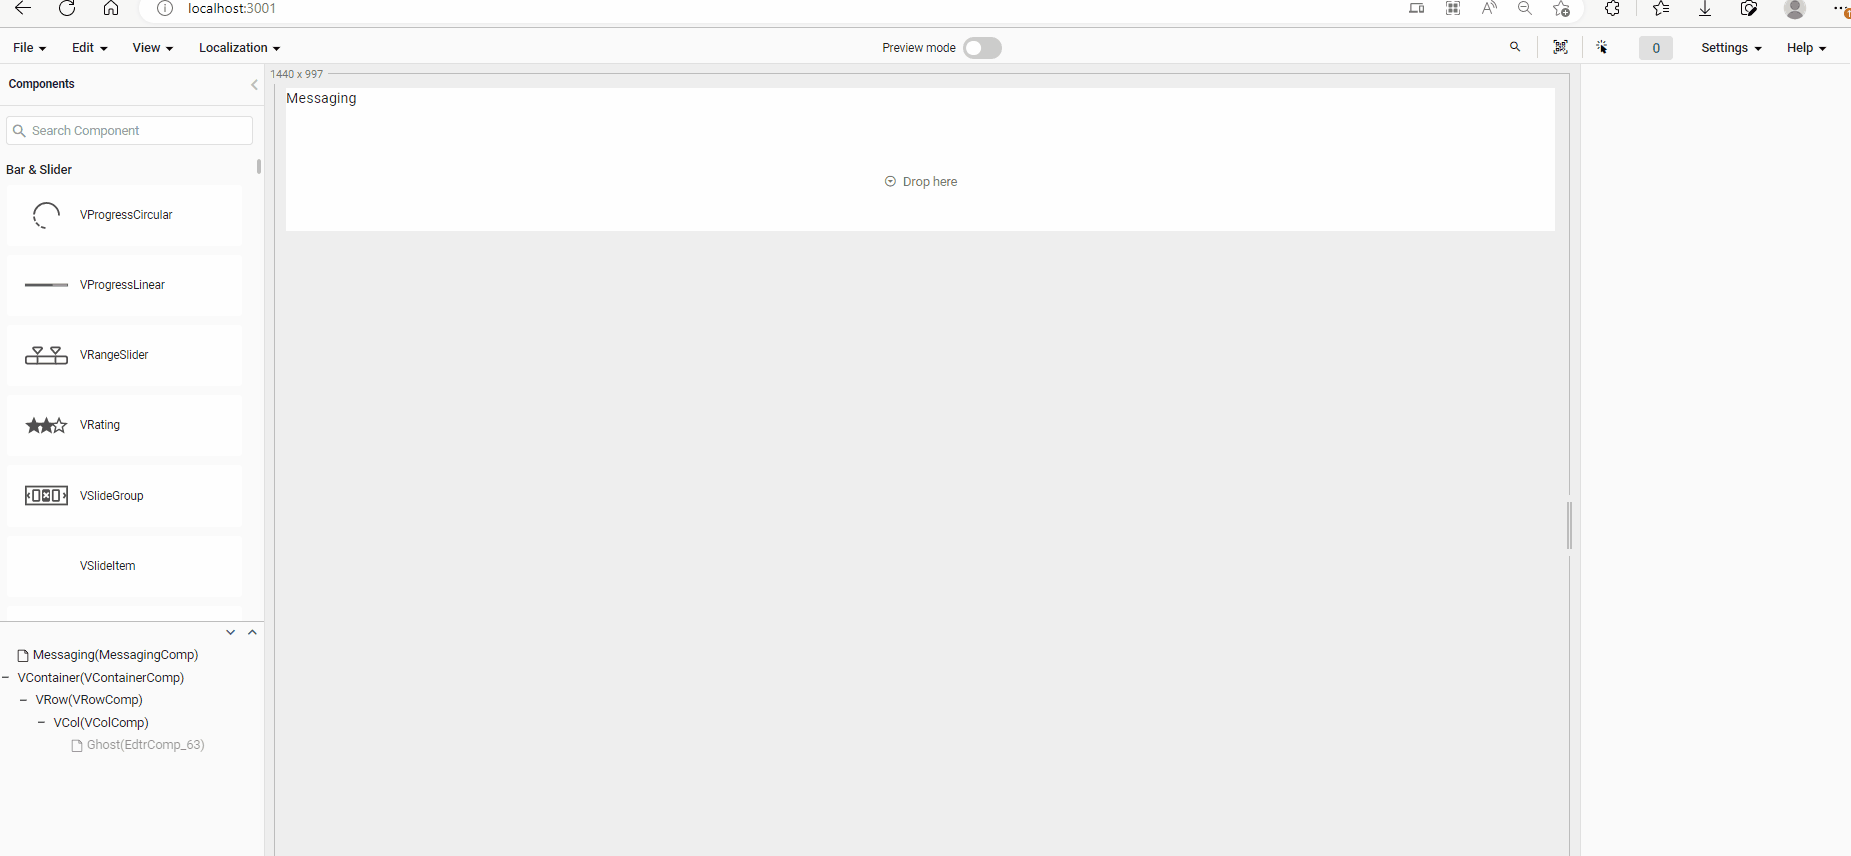 localhost:3001
File Edit View Localization Preview mode 0 Settings Help
Components
1440 x 997
Messaging
Search Component
Drop here
Bar & Slider
VProgressCircular
VProgressLinear
VRangeSlider
VRating
VSlideGroup
VSlideItem
Messaging(MessagingComp)
VContainer(VContainerComp)
VRow(VRowComp)
VCol(VColComp)
Ghost(EdtrComp_63)